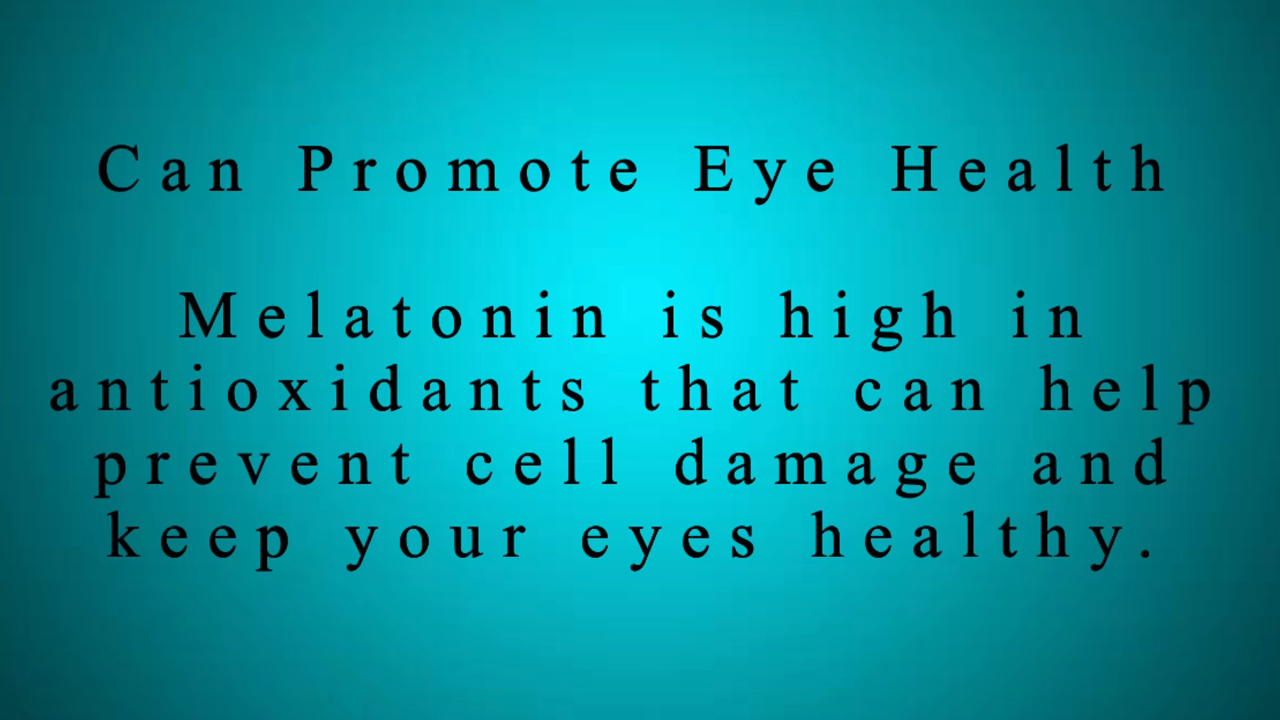 Can Promote Eye Health
Melatonin is high in
antioxidants that can help
prevent cell damage and
keep your eyes healthy.